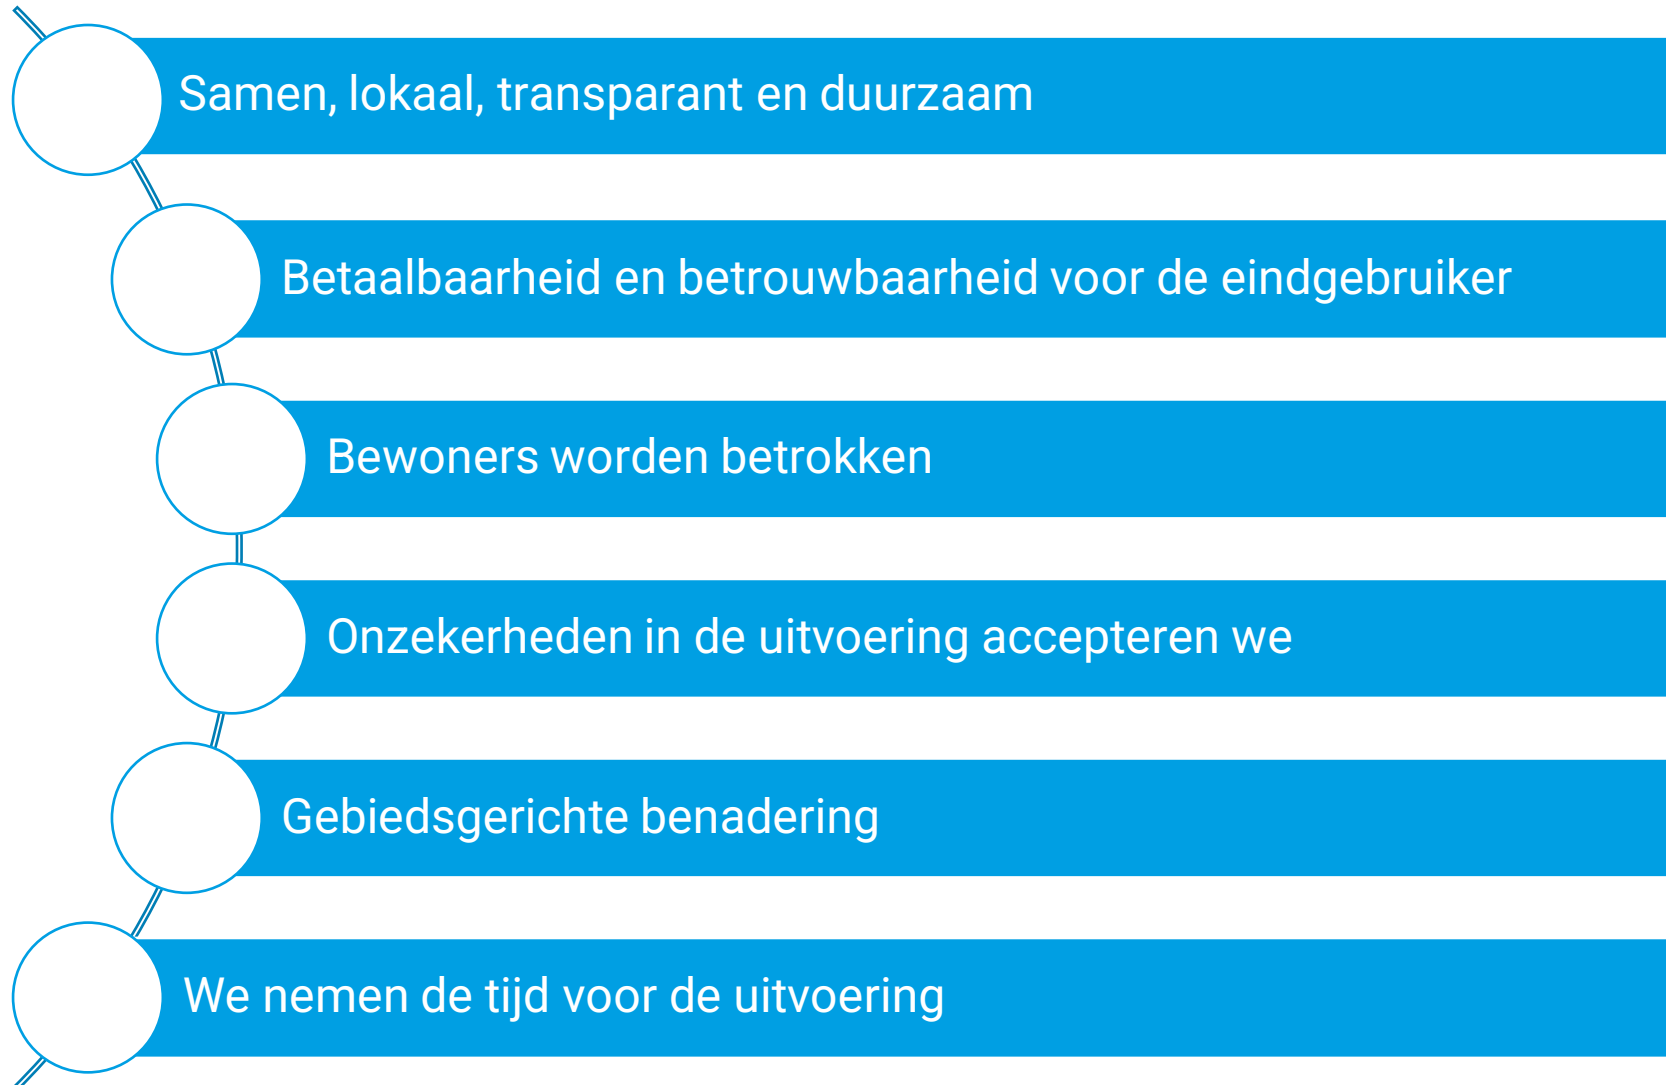 Samen, lokaal, transparant en duurzaam
Betaalbaarheid en betrouwbaarheid voor de eindgebruiker
Bewoners worden betrokken
Onzekerheden in de uitvoering accepteren we
Gebiedsgerichte benadering
We nemen de tijd voor de uitvoering